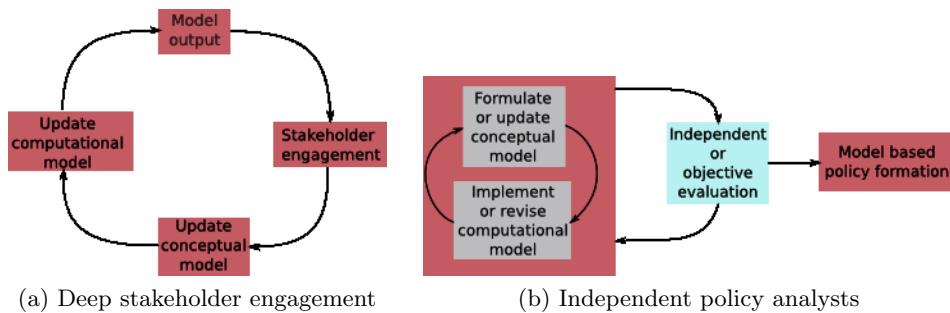 Model
output
Update
computational
model
Stakeholder
engagement
Update
conceptual
model
(a) Deep stakeholder engagement
Formulate
or update
conceptual
model
Implement
or revise
computational
model
Independent
or
objective
evaluation
Model based
policy formation
(b) Independent policy analysts